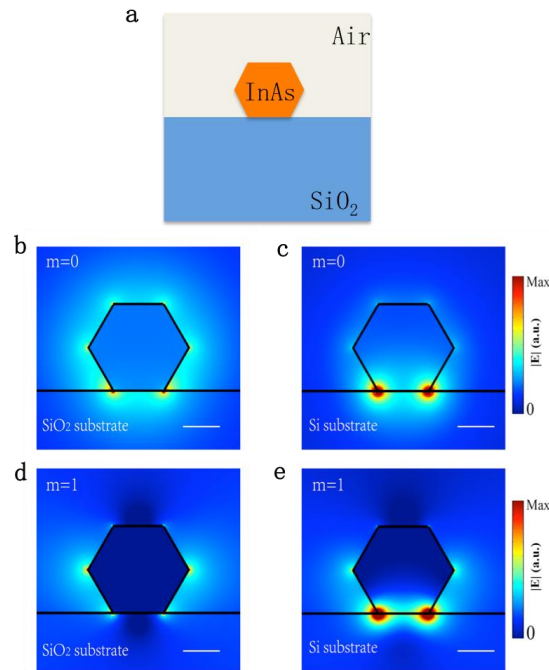 a
Air
InAs
SiO₂
b
m=0
SiO₂ substrate
c
m=0
Si substrate
Max
|E| (a.u.)
0
d
m=1
SiO₂ substrate
e
m=1
Si substrate
Max
|E| (a.u.)
0